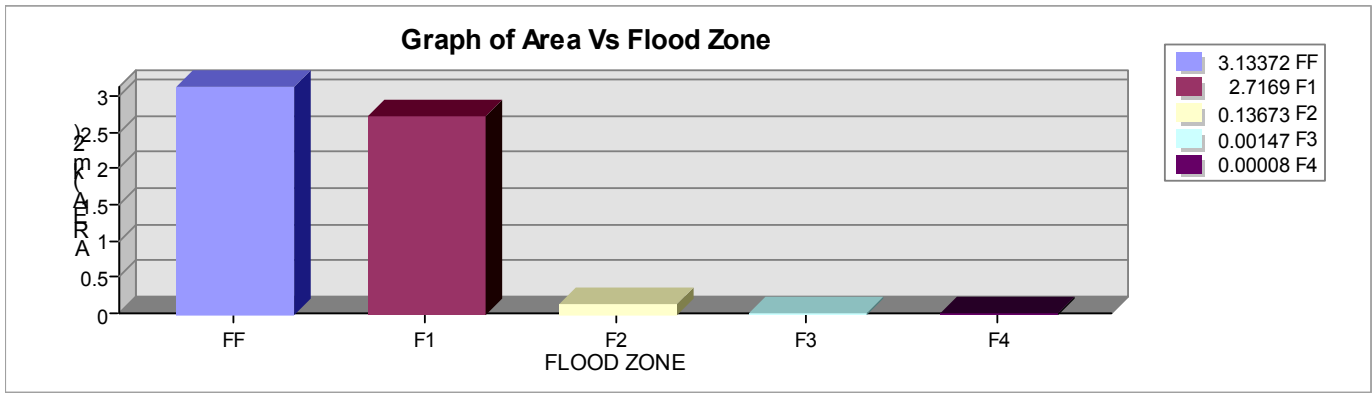 Graph of Area Vs Flood Zone
3.13372 FF
2.7169 F1
0.13673 F2
0.00147 F3
0.00008 F4
AREA(km2)
3
2.5
2
1.5
1
0.5
0
FF F1 F2 F3 F4
FLOOD ZONE